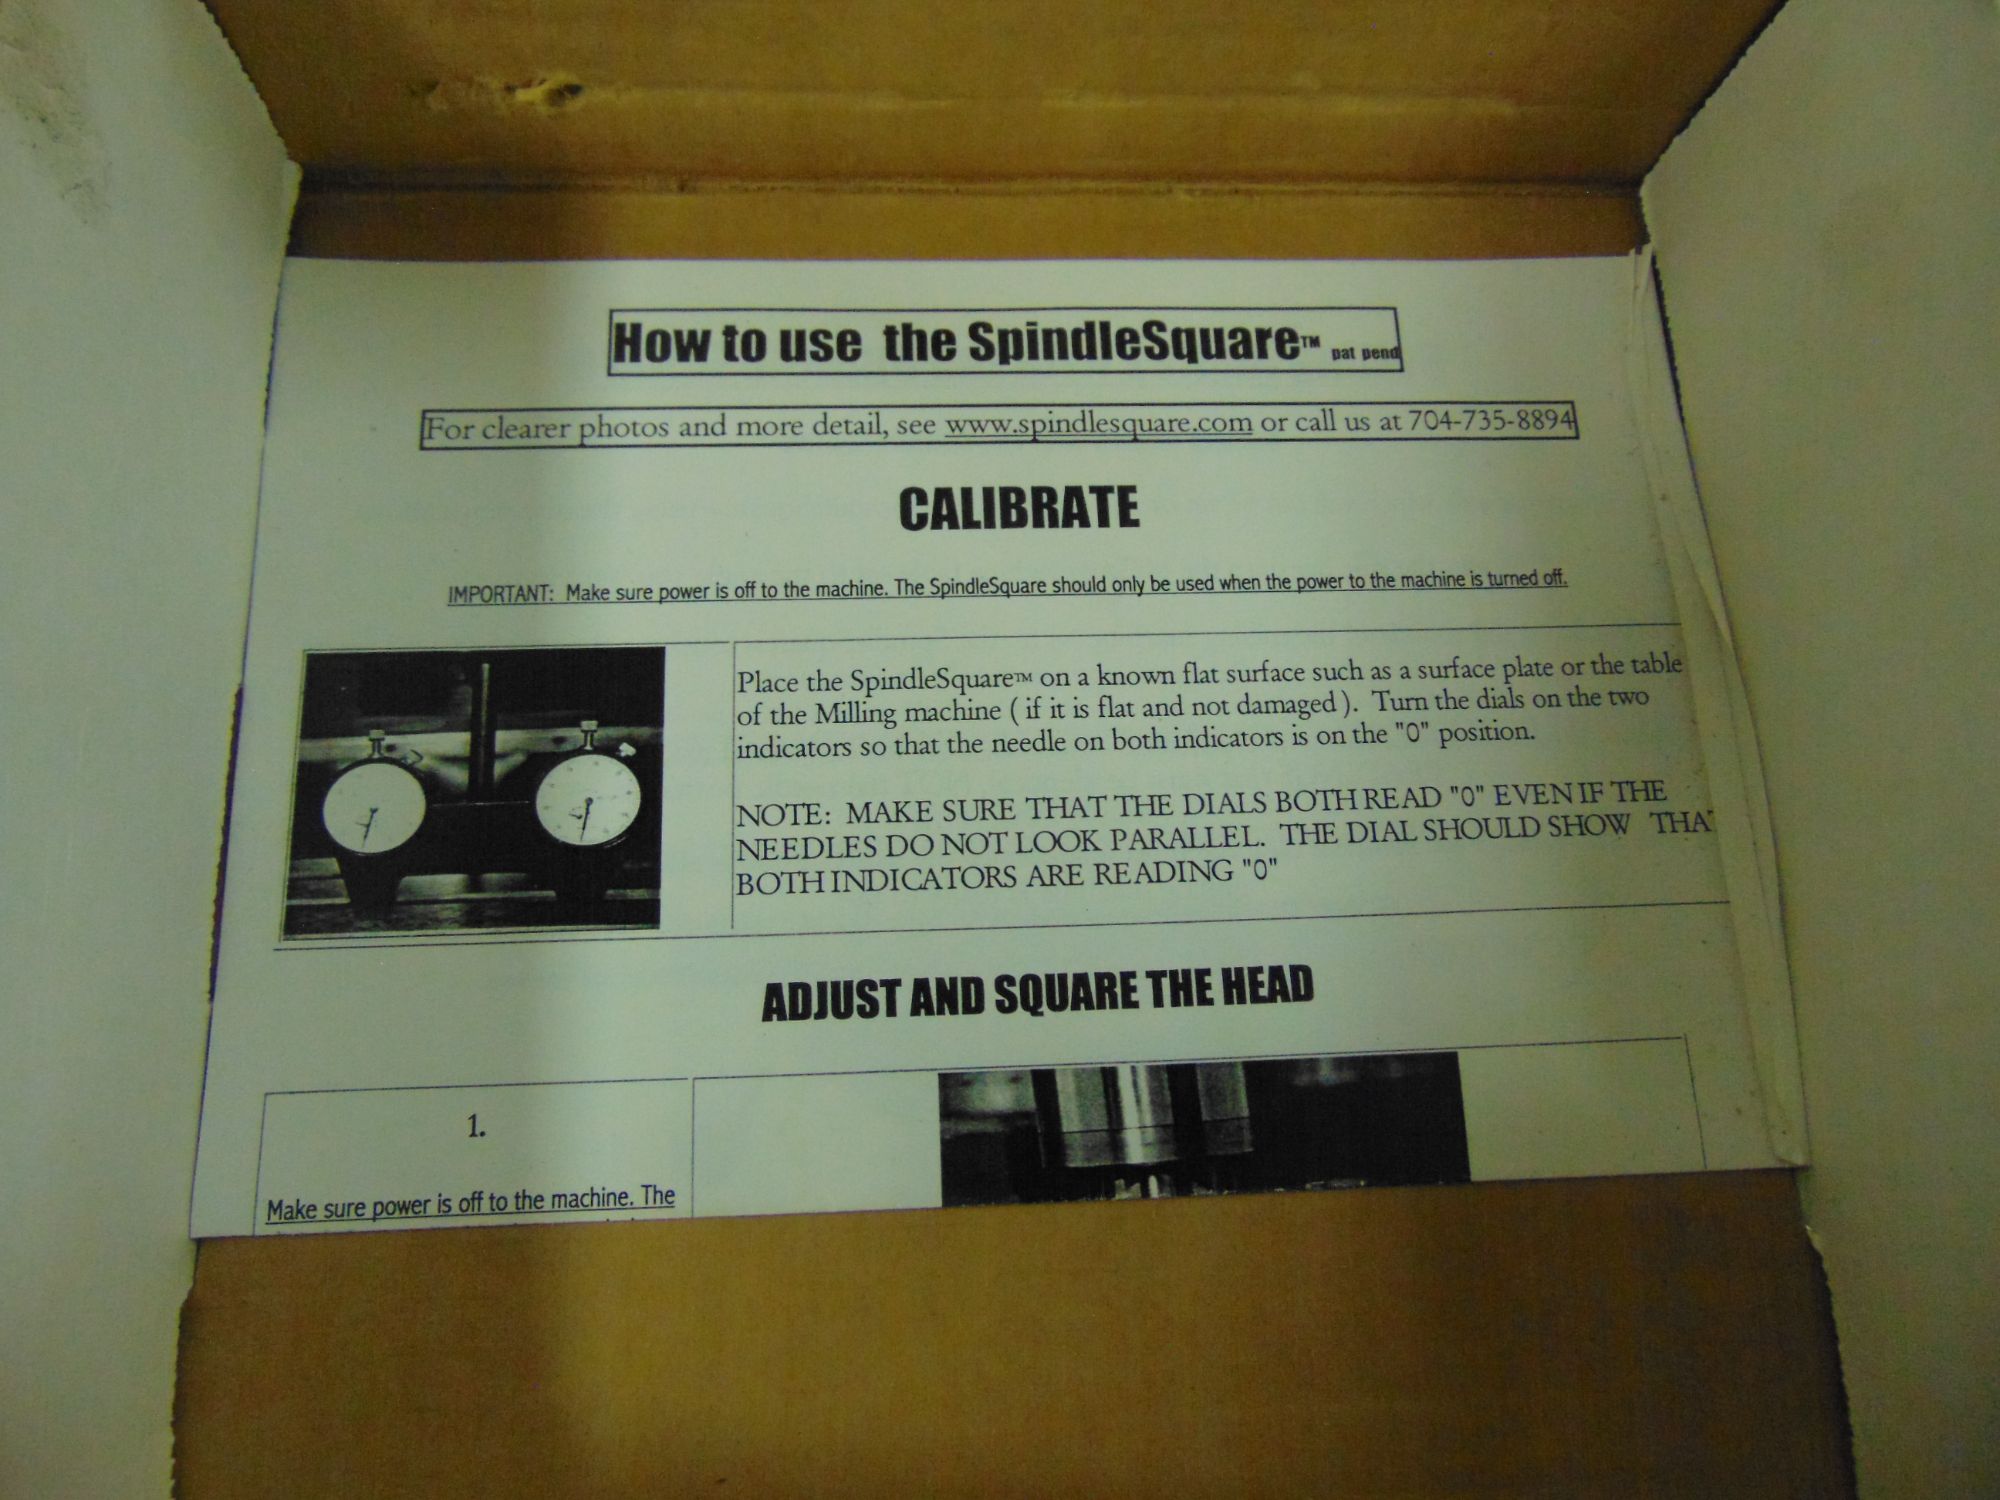 How to use the SpindleSquare™ pat pend
For clearer photos and more detail, see www.spindlesquare.com or call us at 704-735-8894
CALIBRATE
IMPORTANT: Make sure power is off to the machine. The SpindleSquare should only be used when the power to the machine is turned off.
Place the SpindleSquare™ on a known flat surface such as a surface plate or the table
of the Milling machine ( if it is flat and not damaged ). Turn the dials on the two
indicators so that the needle on both indicators is on the "0" position.
NOTE: MAKE SURE THAT THE DIALS BOTH READ "0" EVEN IF THE
NEEDLES DO NOT LOOK PARALLEL. THE DIAL SHOULD SHOW THAT
BOTH INDICATORS ARE READING "0"
ADJUST AND SQUARE THE HEAD
1.
Make sure power is off to the machine. The